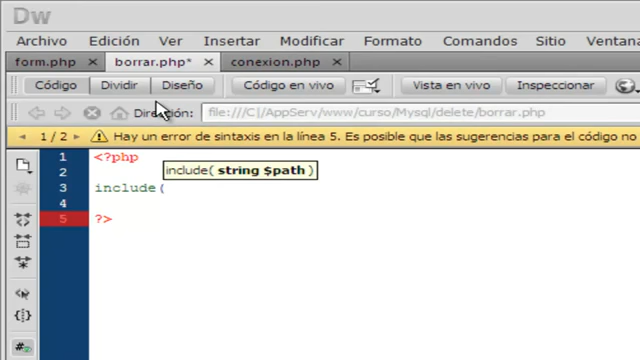 Dw
Archivo Edición Ver Insertar Modificar Formato Comandos Sitio Ventana
form.php × borrar.php* × conexion.php ×
Código Dividir Diseño Código en vivo Vista en vivo Inspeccionar
Dirección: file:///C|/AppServ/www/curso/Mysql/delete/borrar.php
1 / 2 Hay un error de sintaxis en la línea 5. Es posible que las sugerencias para el código no
1 <?php
2 include( string $path )
3 include(
4
5 ?>